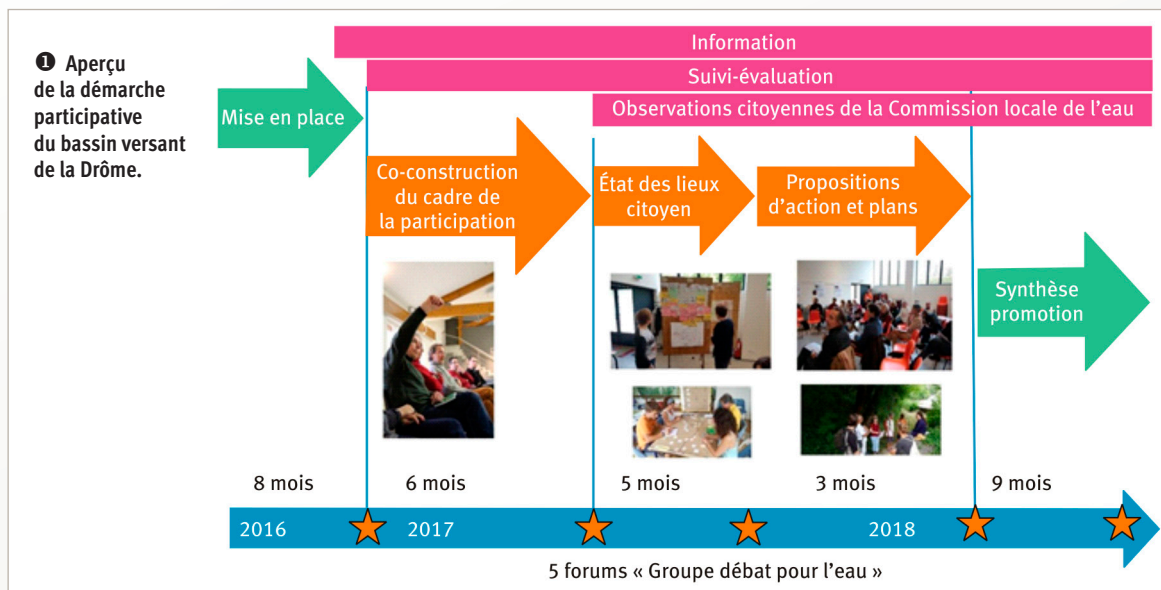 ❶ Aperçu
de la démarche
participative
du bassin versant
de la Drôme.
Information
Suivi-évaluation
Observations citoyennes de la Commission locale de l'eau
Mise en place
Co-construction
du cadre de
la participation
État des lieux
citoyen
Propositions
d'action et plans
Synthèse
promotion
8 mois
6 mois
5 mois
3 mois
9 mois
2016
2017
2018
5 forums « Groupe débat pour l'eau »